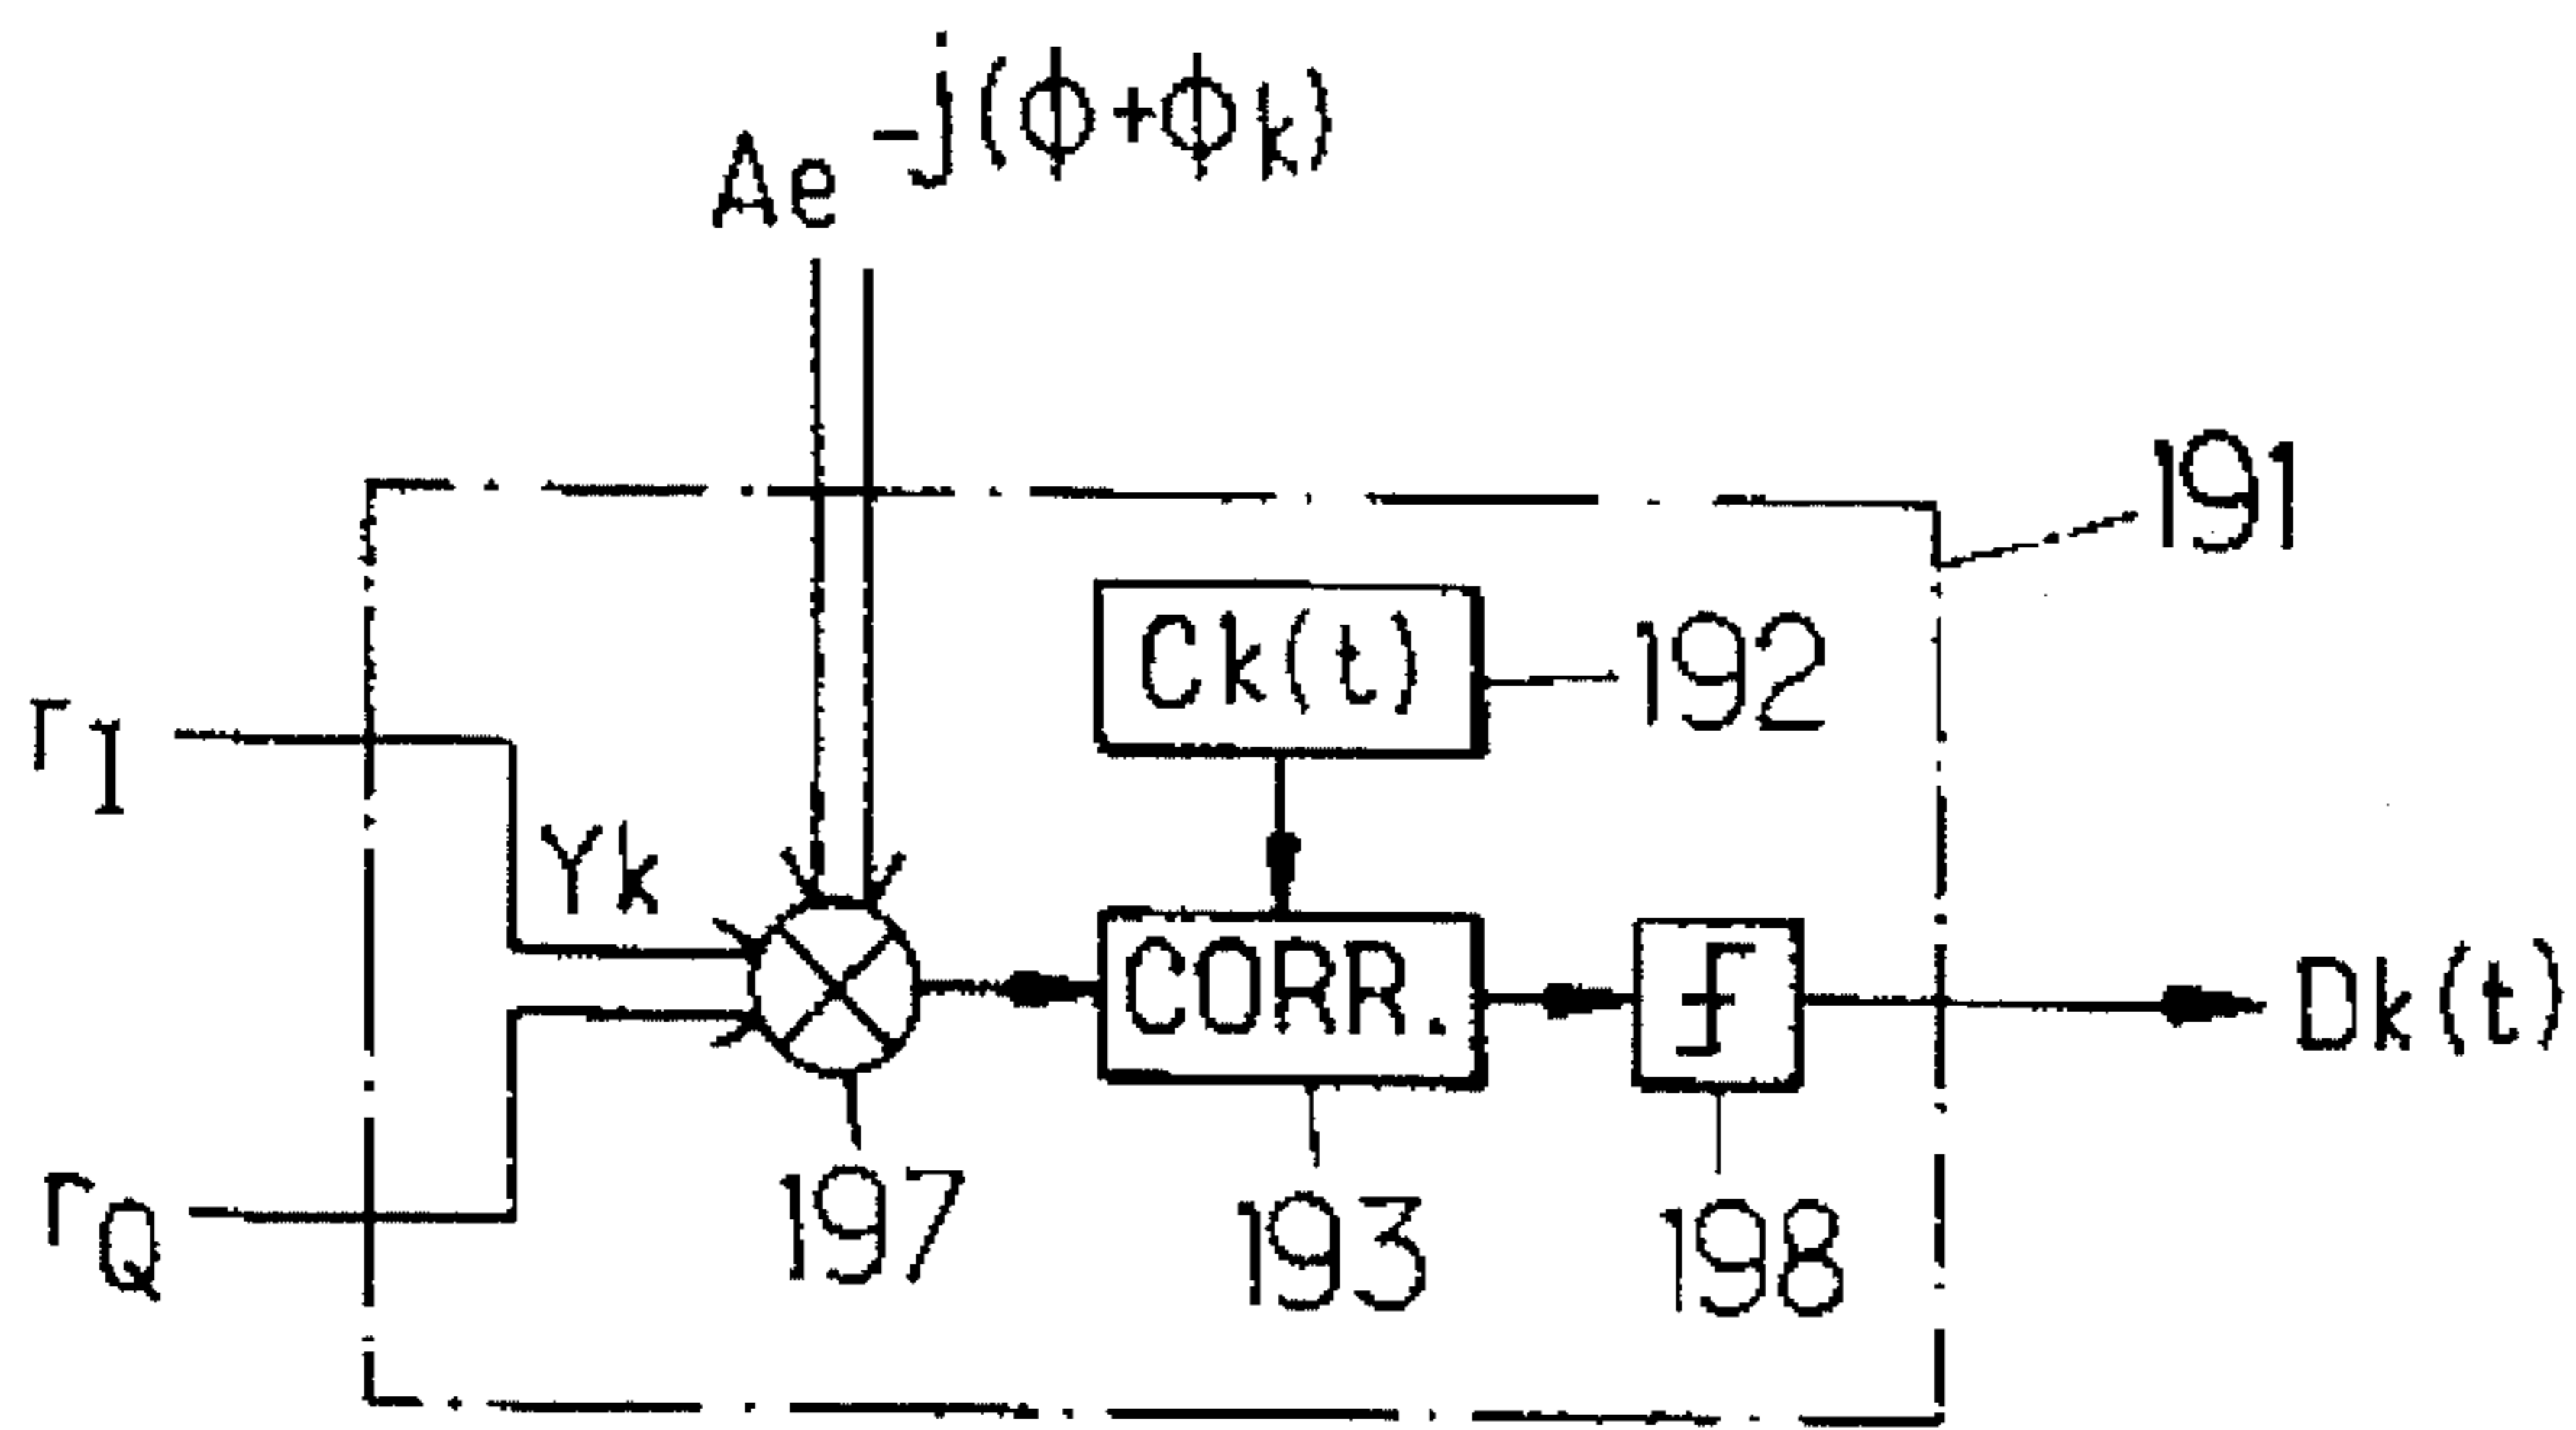 Ae^-j(ϕ+ϕk)
191
Ck(t)
192
rI
Yk
CORR.
Dk(t)
rQ
197
193
198